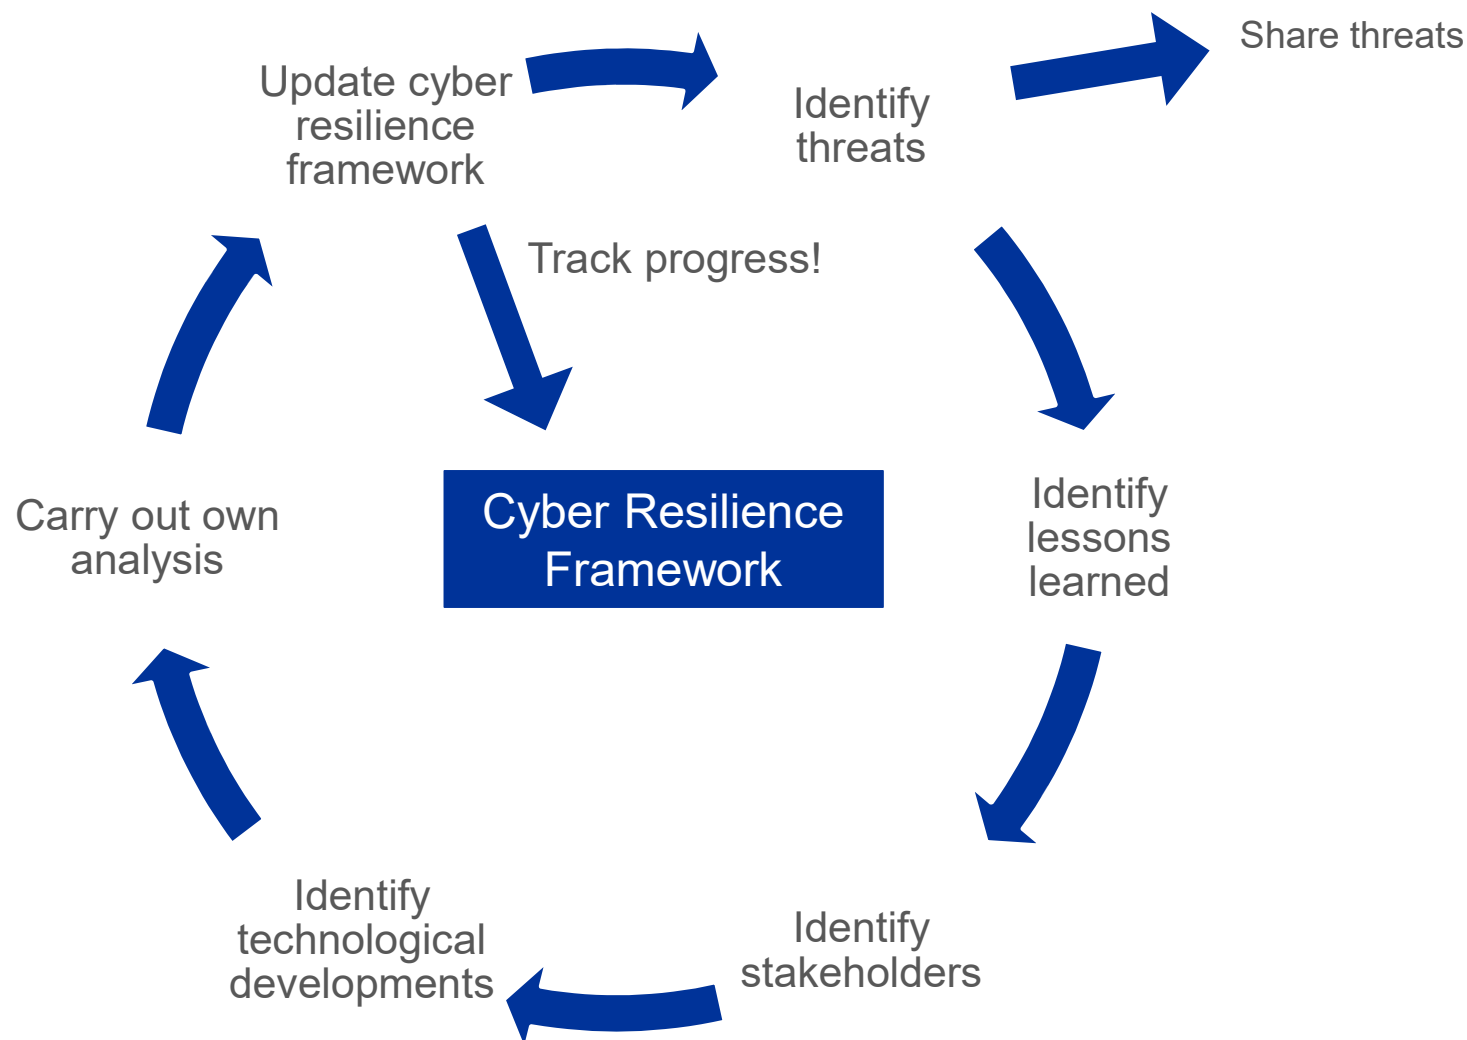 Share threats
Update cyber
resilience
framework
Identify
threats
Track progress!
Carry out own
analysis
Cyber Resilience
Framework
Identify
lessons
learned
Identify
technological
developments
Identify
stakeholders